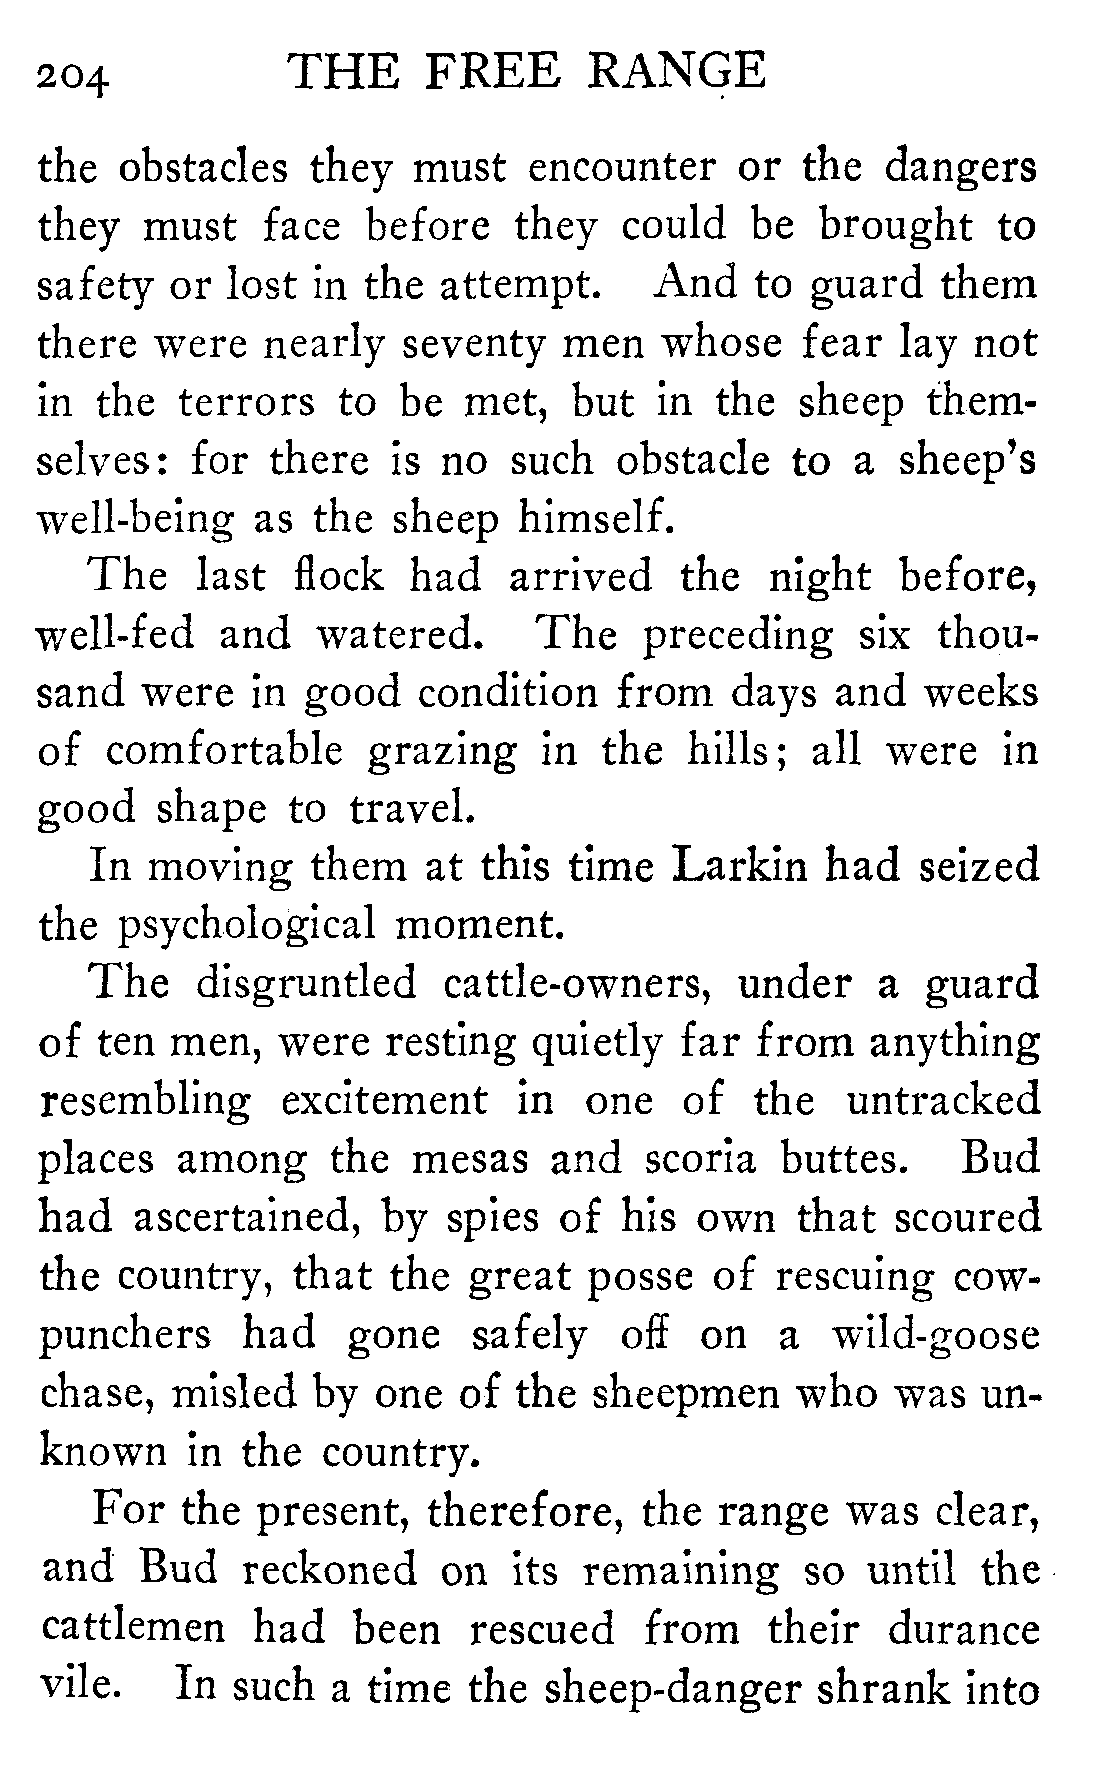 204 THE FREE RANGE
the obstacles they must encounter or the dangers
they must face before they could be brought to
safety or lost in the attempt. And to guard them
there were nearly seventy men whose fear lay not
in the terrors to be met, but in the sheep them-
selves: for there is no such obstacle to a sheep's
well-being as the sheep himself.
The last flock had arrived the night before,
well-fed and watered. The preceding six thou-
sand were in good condition from days and weeks
of comfortable grazing in the hills; all were in
good shape to travel.
In moving them at this time Larkin had seized
the psychological moment.
The disgruntled cattle-owners, under a guard
of ten men, were resting quietly far from anything
resembling excitement in one of the untracked
places among the mesas and scoria buttes. Bud
had ascertained, by spies of his own that scoured
the country, that the great posse of rescuing cow-
punchers had gone safely off on a wild-goose
chase, misled by one of the sheepmen who was un-
known in the country.
For the present, therefore, the range was clear,
and Bud reckoned on its remaining so until the
cattlemen had been rescued from their durance
vile. In such a time the sheep-danger shrank into